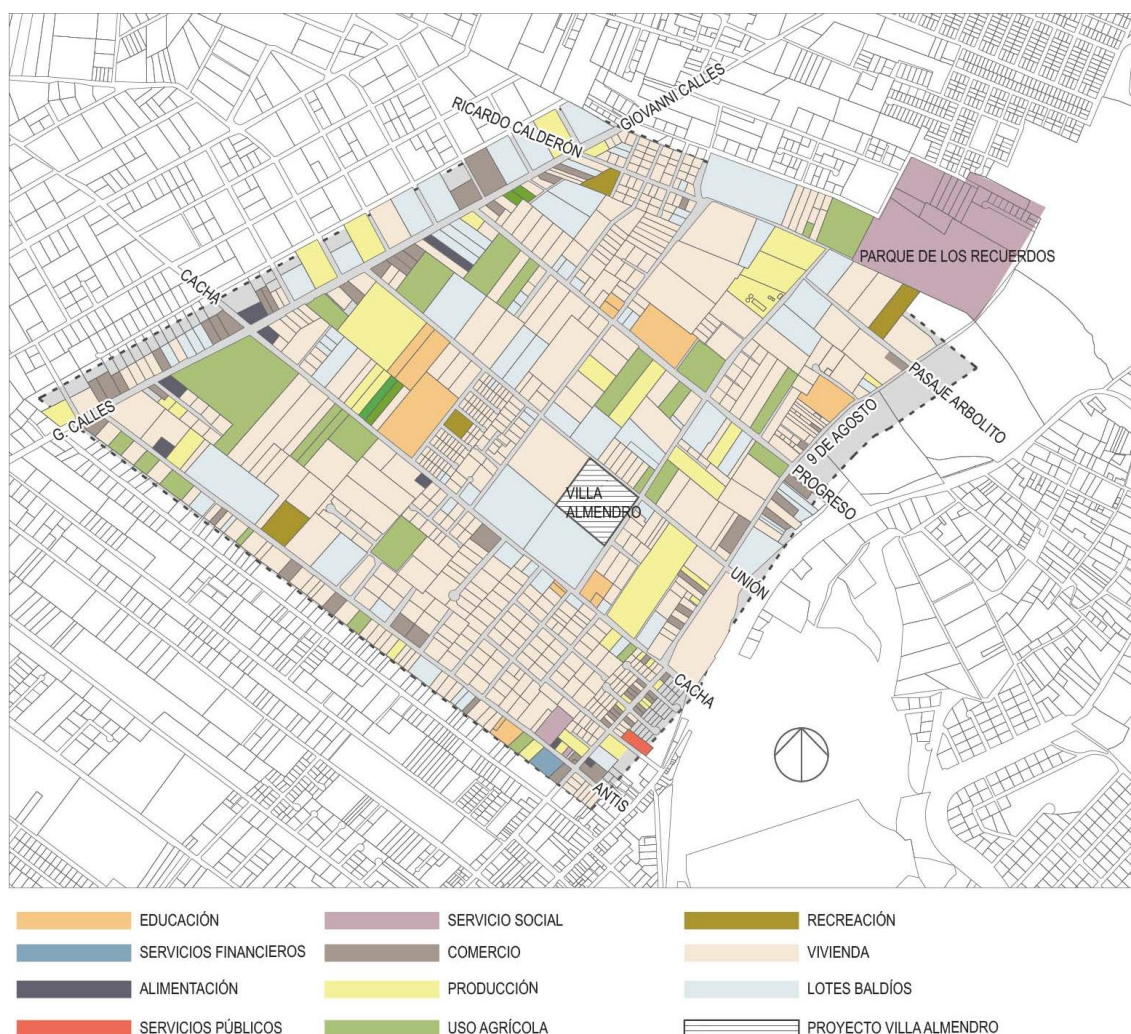 GIOVANNI CALLES
RICARDO CALDERÓN
PARQUE DE LOS RECUERDOS
CACHA
PASAJE ARBOLITO
G. CALLES
9 DE AGOSTO
PROGRESO
VILLA
ALMENDRO
UNIÓN
CACHA
ANTIS
EDUCACIÓN
SERVICIO SOCIAL
RECREACIÓN
SERVICIOS FINANCIEROS
COMERCIO
VIVIENDA
ALIMENTACIÓN
PRODUCCIÓN
LOTES BALDÍOS
SERVICIOS PÚBLICOS
USO AGRÍCOLA
PROYECTO VILLA ALMENDRO